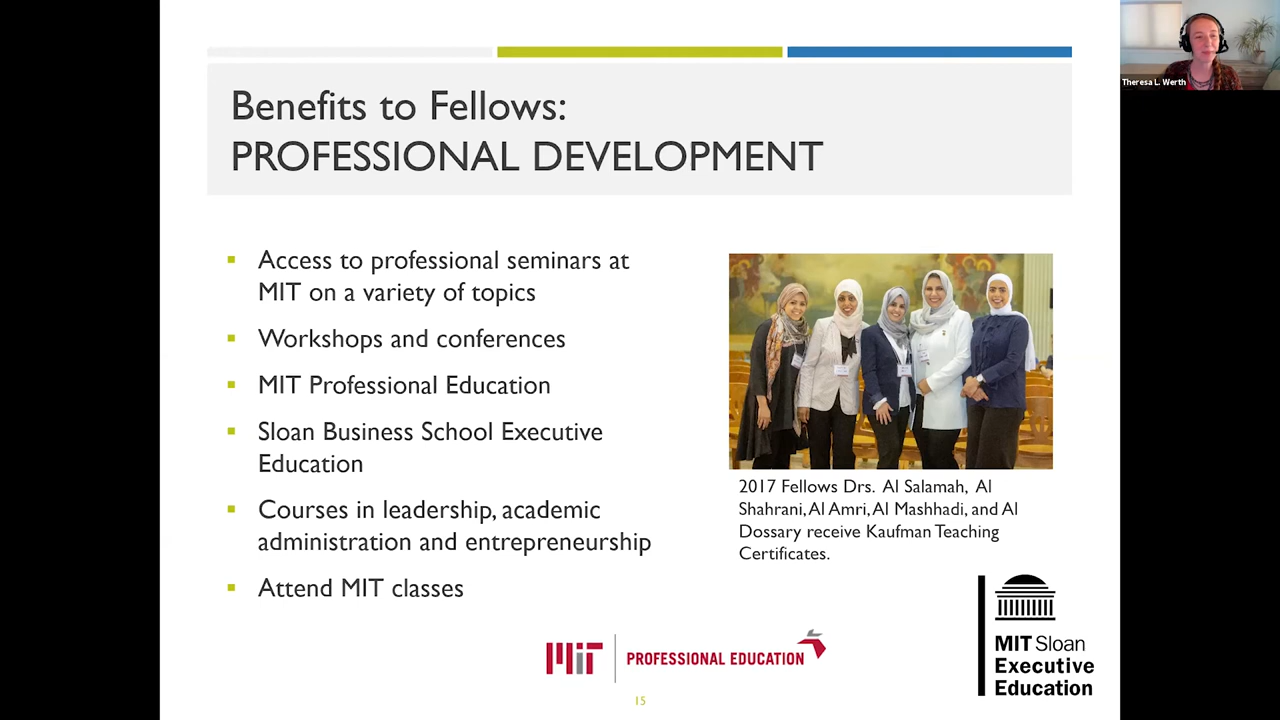 Benefits to Fellows:
PROFESSIONAL DEVELOPMENT
Theresa L. Werth
Access to professional seminars at
MIT on a variety of topics
Workshops and conferences
MIT Professional Education
Sloan Business School Executive
Education
Courses in leadership, academic
administration and entrepreneurship
Attend MIT classes
2017 Fellows Drs. Al Salamah, Al
Shahrani, Al Amri, Al Mashhadi, and Al
Dossary receive Kaufman Teaching
Certificates.
MIT PROFESSIONAL EDUCATION
MIT Sloan
Executive
Education
15